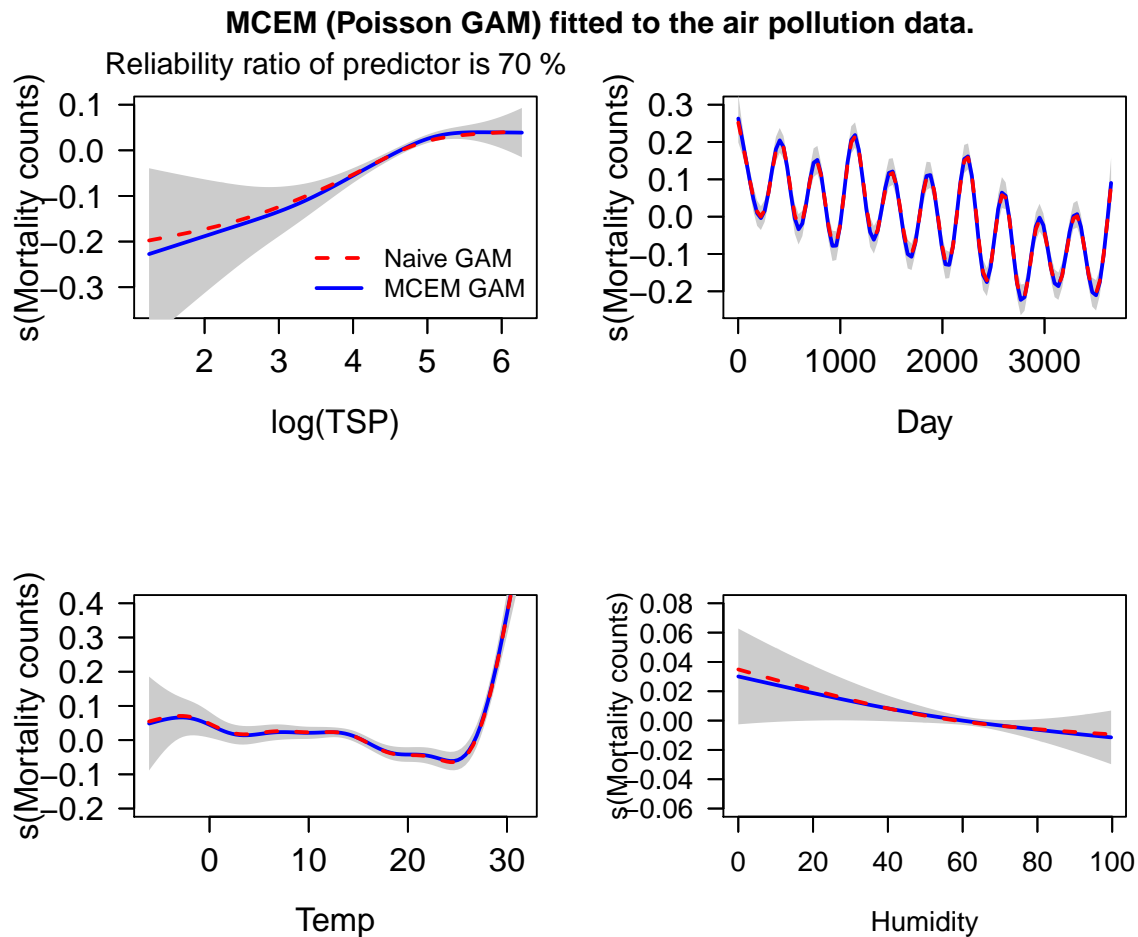 MCEM (Poisson GAM) fitted to the air pollution data.
Reliability ratio of predictor is 70 %
s(Mortality counts)
0.1
0.0
−0.1
−0.2
−0.3
Naive GAM
MCEM GAM
2 3 4 5 6
log(TSP)
s(Mortality counts)
0.3
0.2
0.1
0.0
−0.1
−0.2
0 1000 2000 3000
Day
s(Mortality counts)
0.4
0.3
0.2
0.1
0.0
−0.1
−0.2
0 10 20 30
Temp
s(Mortality counts)
0.08
0.06
0.04
0.02
0.00
−0.02
−0.04
−0.06
0 20 40 60 80 100
Humidity